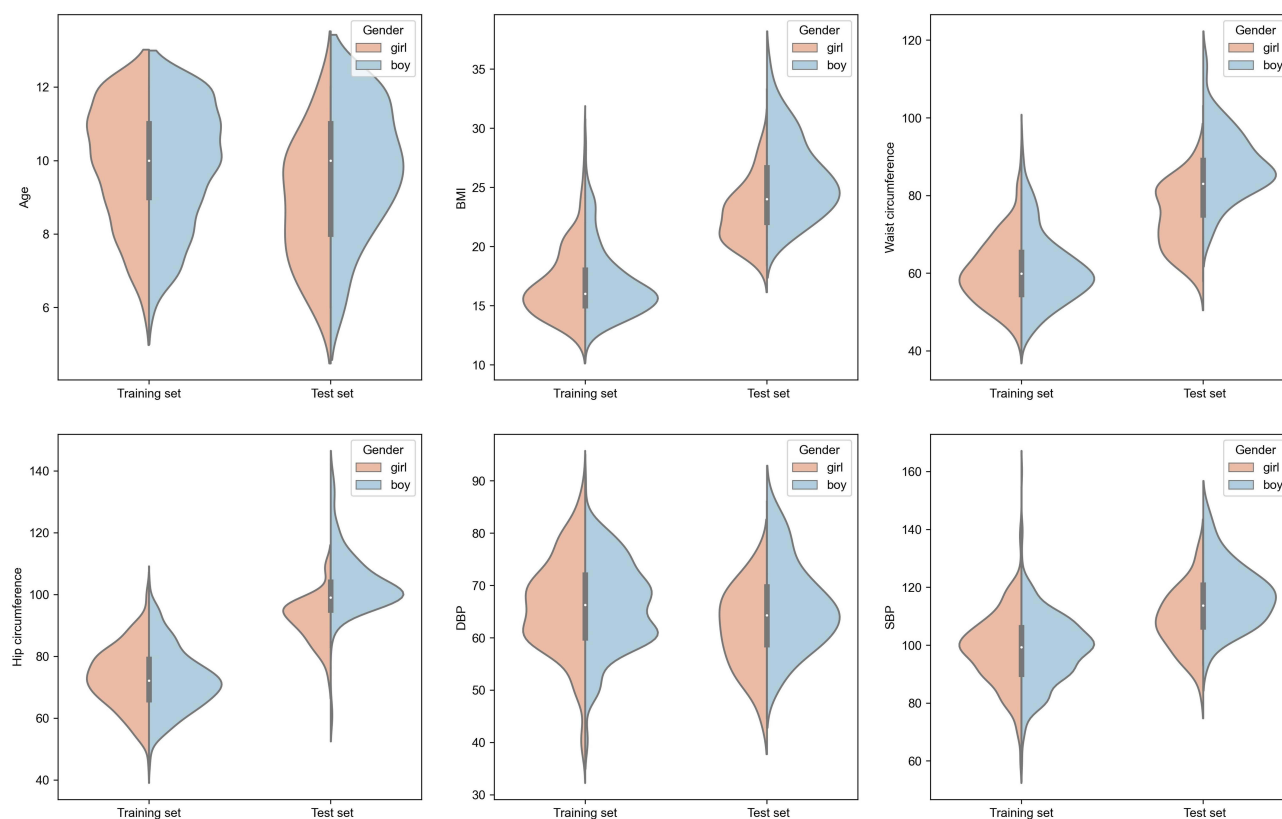 Age
12
10
8
6
Gender
girl
boy
Training set
Test set
BMI
35
30
25
20
15
10
Gender
girl
boy
Training set
Test set
Waist circumference
120
100
80
60
40
Gender
girl
boy
Training set
Test set
Hip circumference
140
120
100
80
60
40
Gender
girl
boy
Training set
Test set
DBP
90
80
70
60
50
40
30
Gender
girl
boy
Training set
Test set
SBP
160
140
120
100
80
60
Gender
girl
boy
Training set
Test set